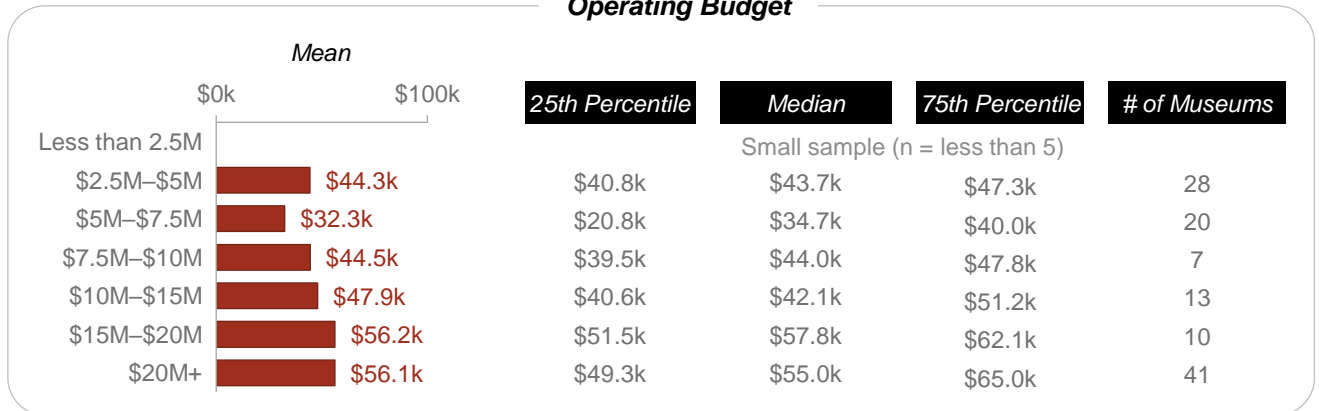 Operating Budget
Mean
$0k $100k 25th Percentile Median 75th Percentile # of Museums
Less than 2.5M Small sample (n = less than 5)
$2.5M–$5M $44.3k $40.8k $43.7k $47.3k 28
$5M–$7.5M $32.3k $20.8k $34.7k $40.0k 20
$7.5M–$10M $44.5k $39.5k $44.0k $47.8k 7
$10M–$15M $47.9k $40.6k $42.1k $51.2k 13
$15M–$20M $56.2k $51.5k $57.8k $62.1k 10
$20M+ $56.1k $49.3k $55.0k $65.0k 41